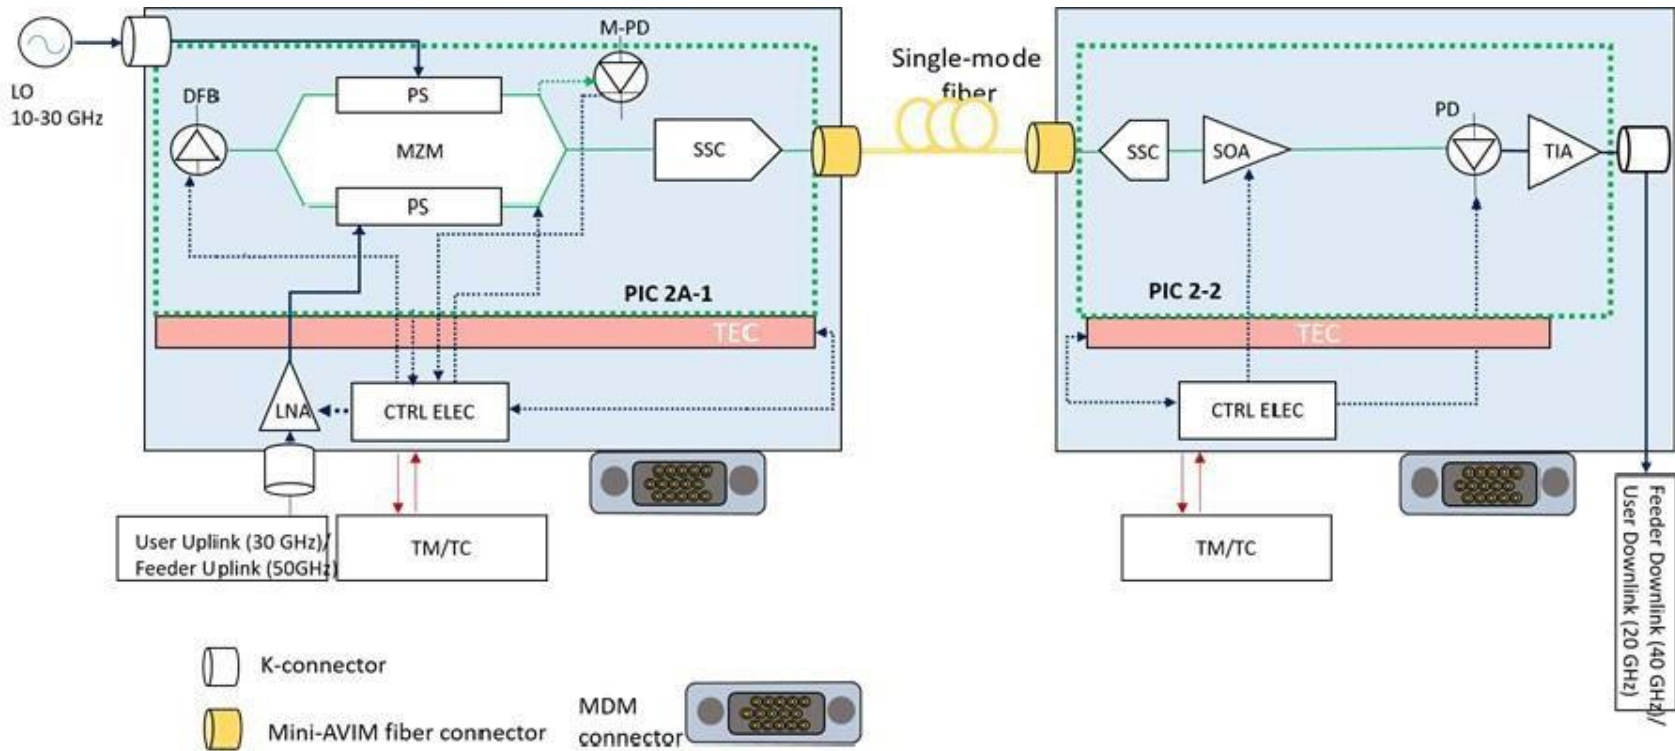 LO
10-30 GHz
DFB
PS
MZM
PS
M-PD
SSC
PIC 2A-1
TEC
LNA
CTRL ELEC
User Uplink (30 GHz)/
Feeder Uplink (50GHz)
TM/TC
Single-mode
fiber
SSC
SOA
PD
TIA
PIC 2-2
TEC
CTRL ELEC
TM/TC
Feeder Downlink (40 GHz)/
User Downlink (20 GHz)
K-connector
Mini-AVIM fiber connector
MDM
connector